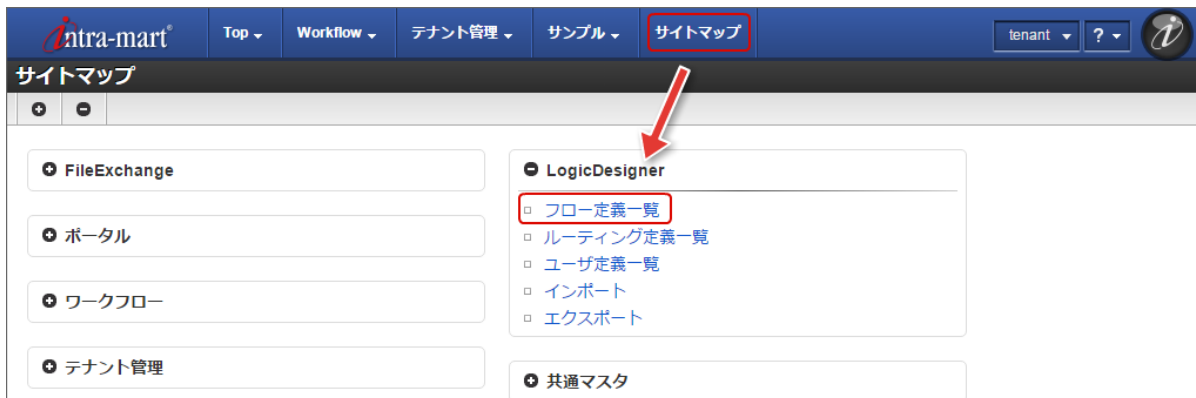 intra-mart® Top Workflow テナント管理 サンプル サイトマップ tenant ?
サイトマップ
FileExchange
ポータル
ワークフロー
テナント管理
LogicDesigner
フロー定義一覧
ルーティング定義一覧
ユーザ定義一覧
インポート
エクスポート
共通マスタ